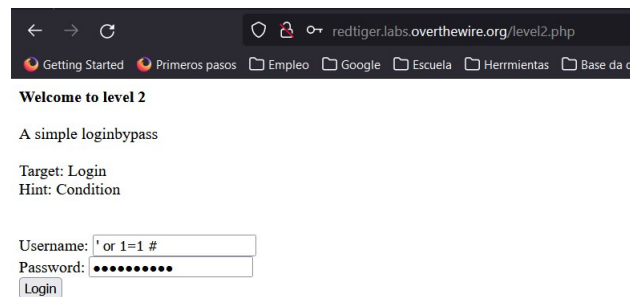 redtiger.labs.overthewire.org/level2.php
Getting Started Primeros pasos Empleo Google Escuela Herrmientas Base da d
Welcome to level 2
A simple loginbypass
Target: Login
Hint: Condition
Username: ' or 1=1 #
Password: ●●●●●●●●●●
Login